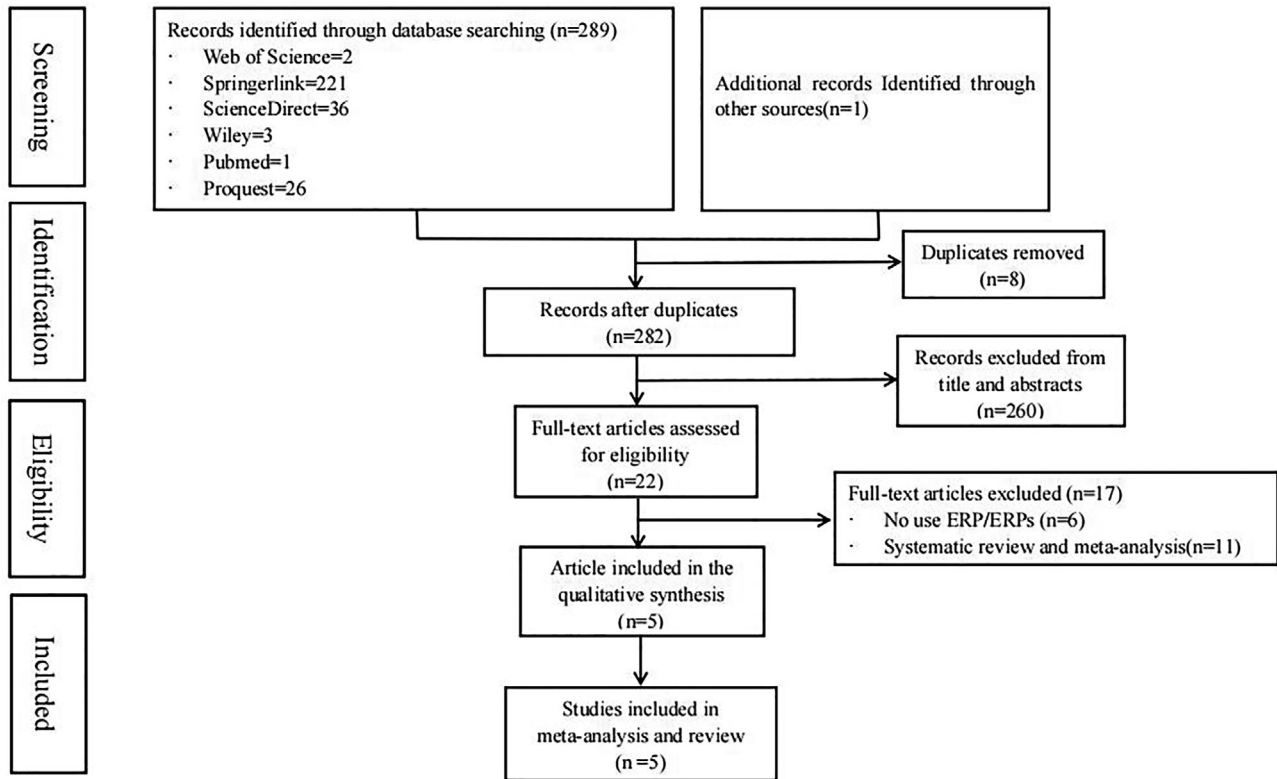 Screening
Records identified through database searching (n=289)
· Web of Science=2
· Springerlink=221
· ScienceDirect=36
· Wiley=3
· Pubmed=1
· Proquest=26
Additional records Identified through
other sources(n=1)
Identification
Duplicates removed
(n=8)
Records after duplicates
(n=282)
Records excluded from
title and abstracts
(n=260)
Eligibility
Full-text articles assessed
for eligibility
(n=22)
Full-text articles excluded (n=17)
· No use ERP/ERPs (n=6)
· Systematic review and meta-analysis(n=11)
Article included in the
qualitative synthesis
(n=5)
Included
Studies included in
meta-analysis and review
(n =5)